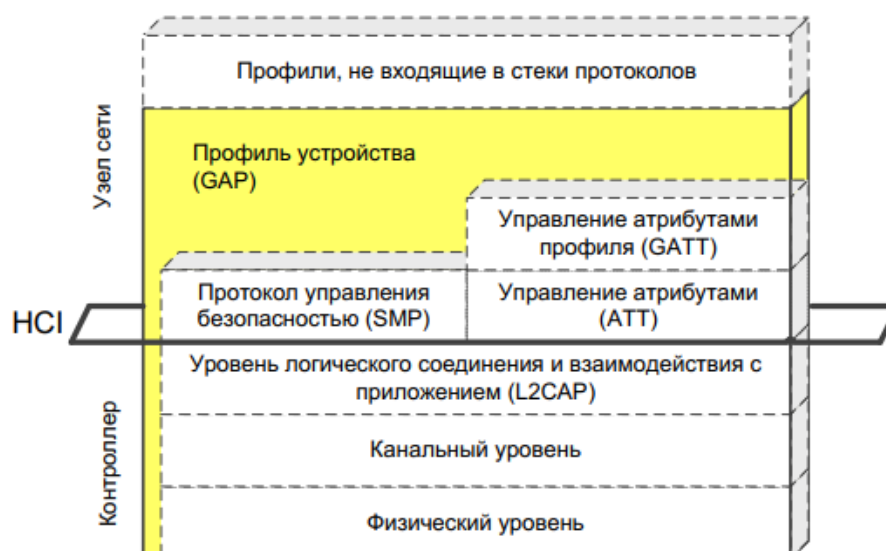 Профили, не входящие в стеки протоколов
Узел сети
Профиль устройства
(GAP)
Управление атрибутами
профиля (GATT)
Протокол управления
безопасностью (SMP)
Управление атрибутами
(ATT)
HCI
Уровень логического соединения и взаимодействия с
приложением (L2CAP)
Контроллер
Канальный уровень
Физический уровень